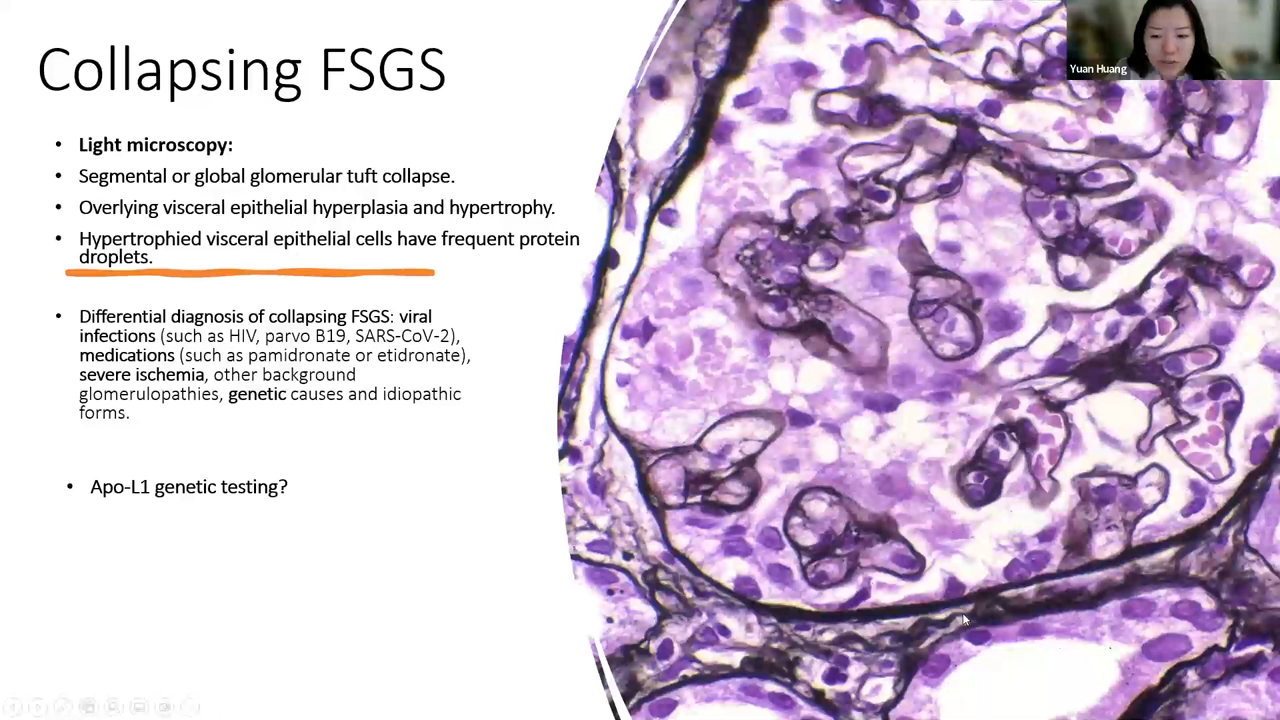 Collapsing FSGS
• Light microscopy:
• Segmental or global glomerular tuft collapse.
• Overlying visceral epithelial hyperplasia and hypertrophy.
• Hypertrophied visceral epithelial cells have frequent protein
droplets.
• Differential diagnosis of collapsing FSGS: viral
infections (such as HIV, parvo B19, SARS-CoV-2),
medications (such as pamidronate or etidronate),
severe ischemia, other background
glomerulopathies, genetic causes and idiopathic
forms.
• Apo-L1 genetic testing?
Yuan Huang